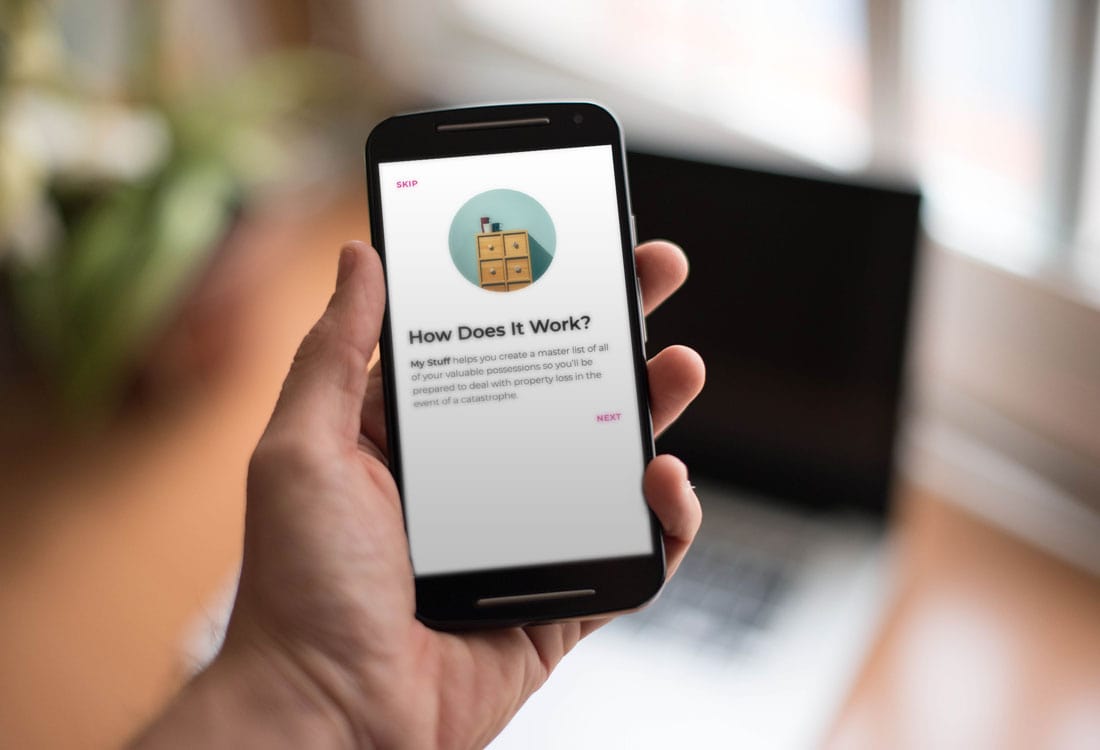 SKIP
How Does It Work?
My Stuff helps you create a master list of all
of your valuable possessions so you'll be
prepared to deal with property loss in the
event of a catastrophe.
NEXT